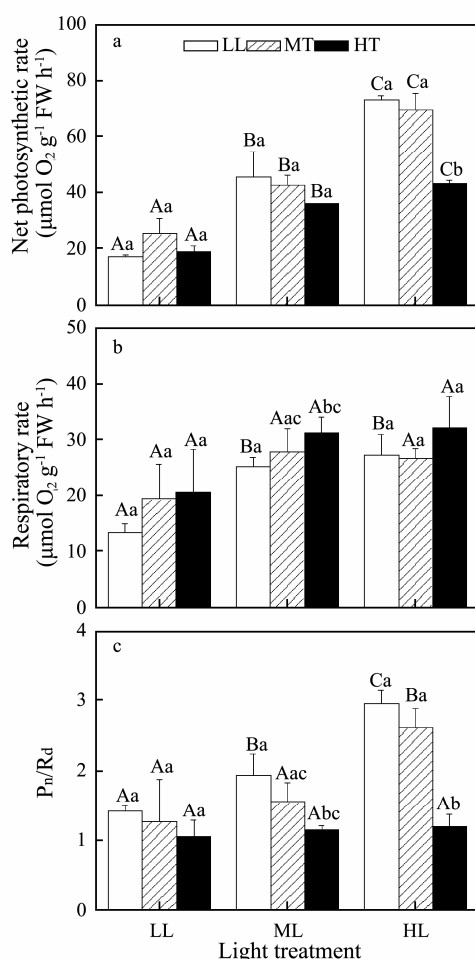 a
LL MT HT
Net photosynthetic rate
(μmol O2 g-1 FW h-1)
100
80
60
40
20
0
Aa Aa Aa
Ba Ba Ba
Ca Ca Cb
b
Respiratory rate
(μmol O2 g-1 FW h-1)
50
40
30
20
10
0
Aa Aa Aa
Ba Aac Abc
Ba Aa Aa
c
Pn/Rd
4
3
2
1
0
Aa Aa Aa
Ba Aac Abc
Ca Ba Ab
LL ML HL
Light treatment